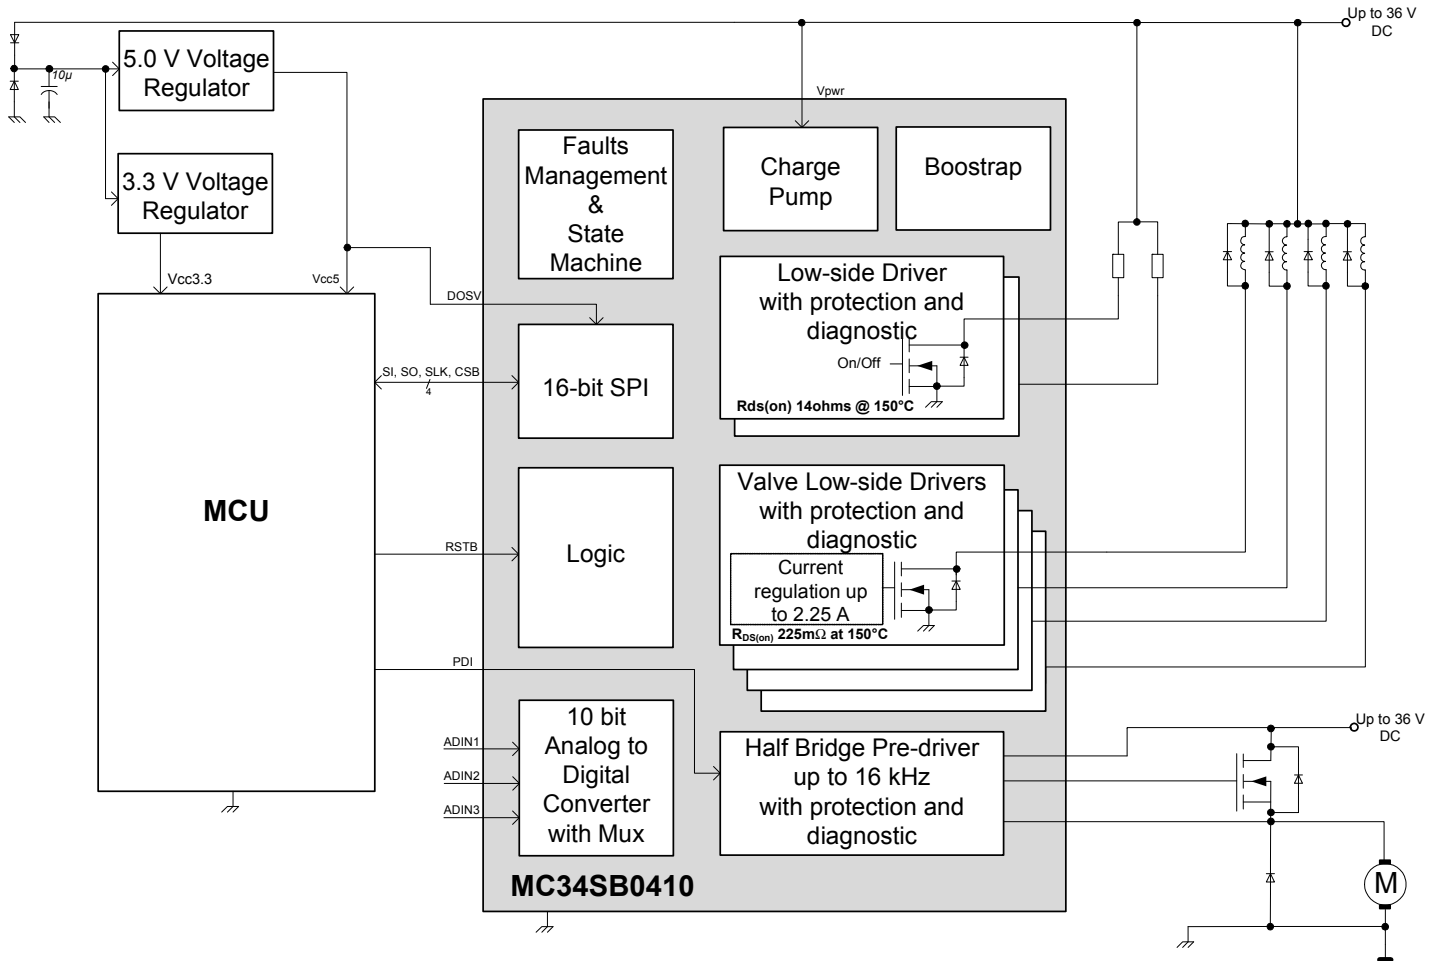 Up to 36 V
DC
5.0 V Voltage
Regulator
10µ
3.3 V Voltage
Regulator
Vcc3.3
Vcc5
Vpwr
Faults
Management
&
State
Machine
Charge
Pump
Boostrap
DOSV
SI, SO, SLK, CSB
4
16-bit SPI
Low-side Driver
with protection and
diagnostic
On/Off
Rds(on) 14ohms @ 150°C
MCU
RSTB
Logic
Valve Low-side Drivers
with protection and
diagnostic
Current
regulation up
to 2.25 A
RDS(on) 225mΩ at 150°C
PDI
ADIN1
ADIN2
ADIN3
10 bit
Analog to
Digital
Converter
with Mux
Half Bridge Pre-driver
up to 16 kHz
with protection and
diagnostic
Up to 36 V
DC
M
MC34SB0410